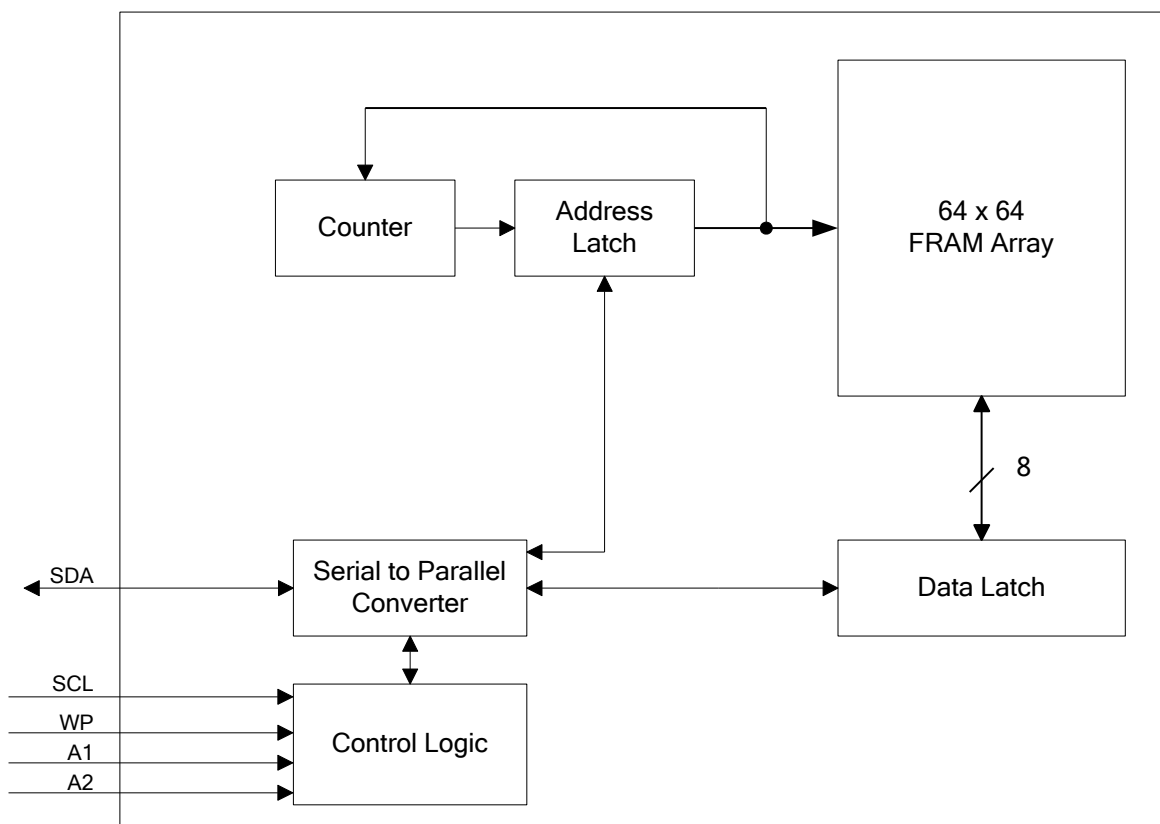 64 x 64
FRAM Array
Counter
Address
Latch
8
SDA
Serial to Parallel
Converter
Data Latch
SCL
WP
A1
A2
Control Logic